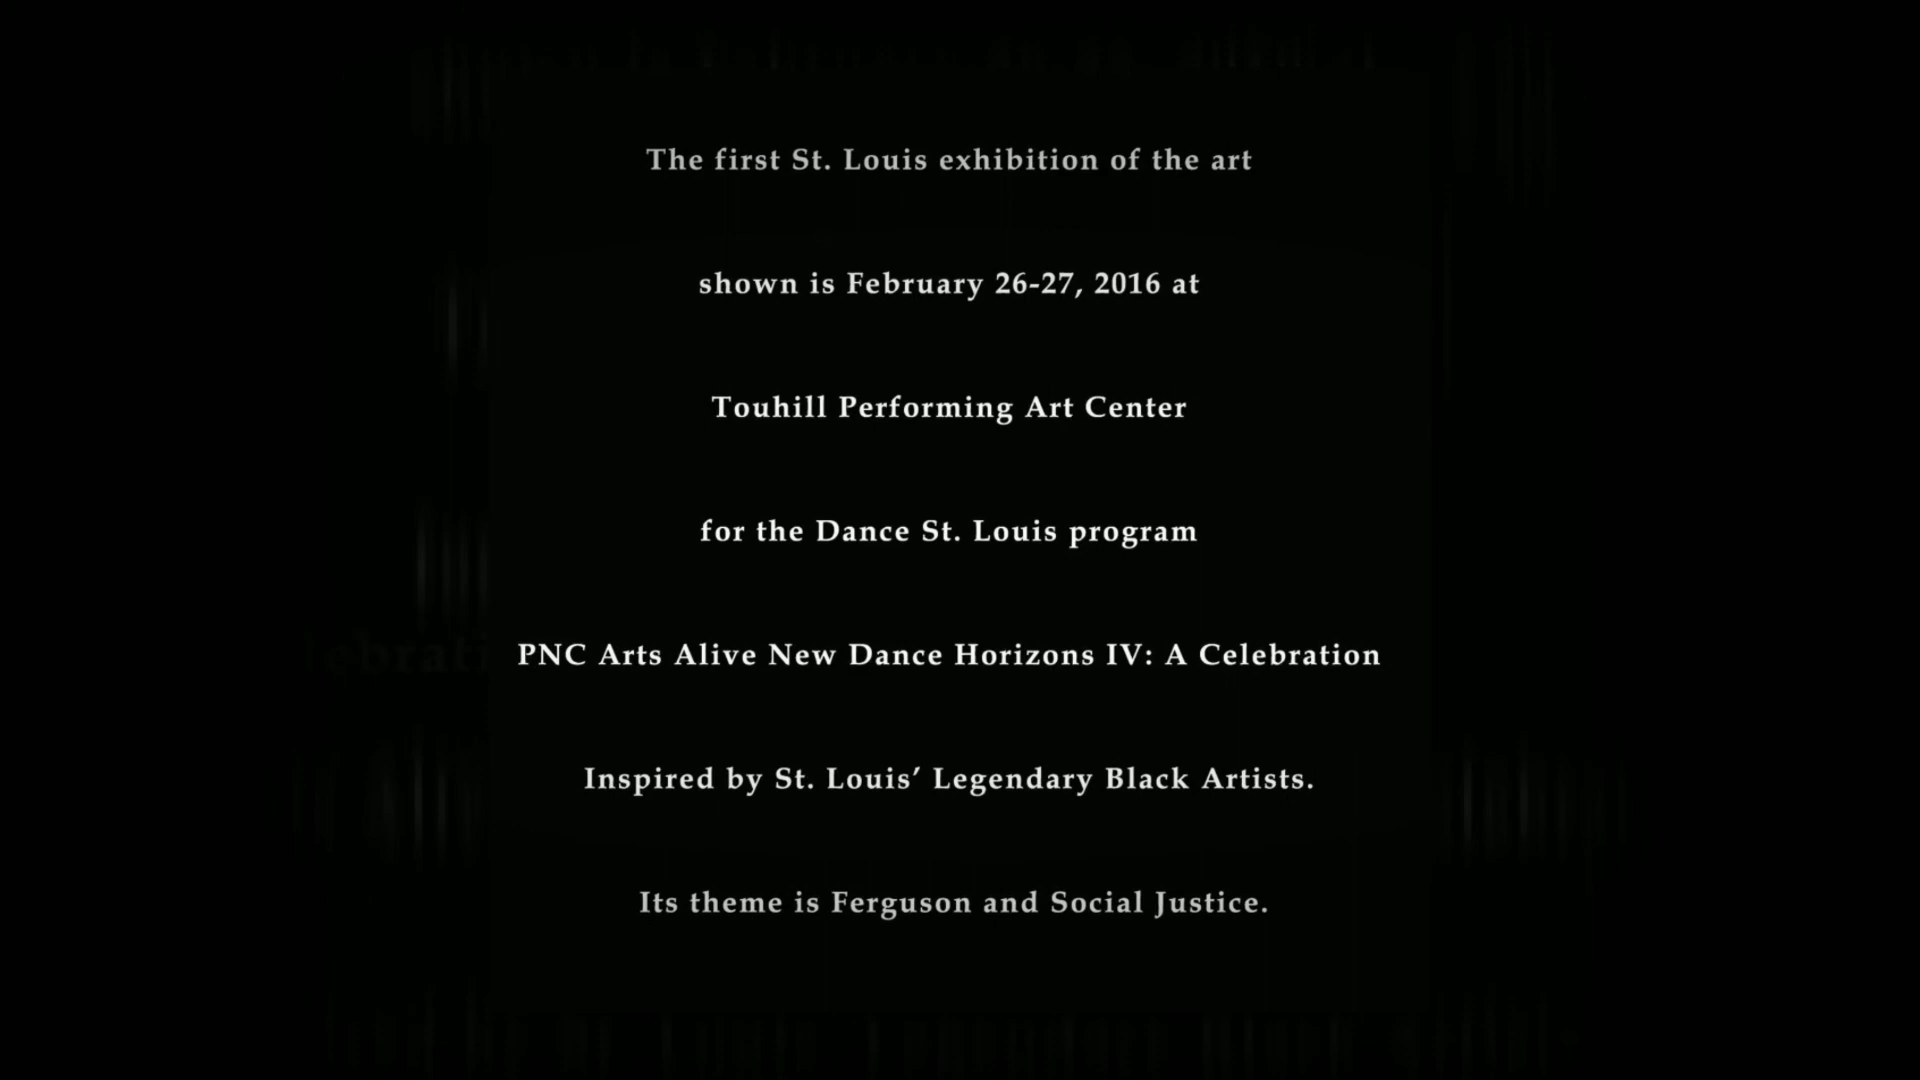 The first St. Louis exhibition of the art
shown is February 26-27, 2016 at
Touhill Performing Art Center
for the Dance St. Louis program
PNC Arts Alive New Dance Horizons IV: A Celebration
Inspired by St. Louis’ Legendary Black Artists.
Its theme is Ferguson and Social Justice.